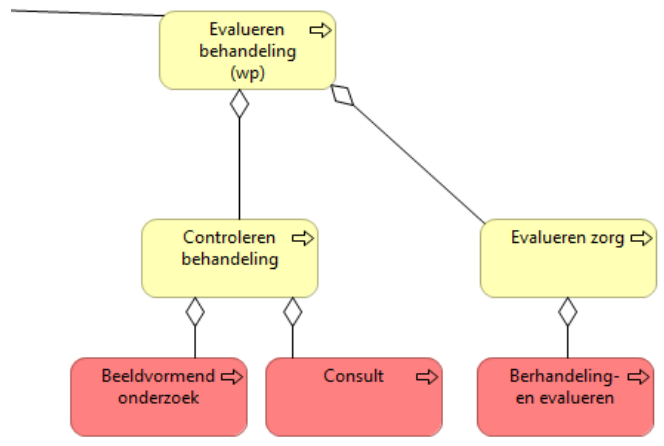 Evalueren
behandeling
(wp)
Controleren
behandeling
Evalueren zorg
Beeldvormend
onderzoek
Consult
Berhandeling-
en evalueren